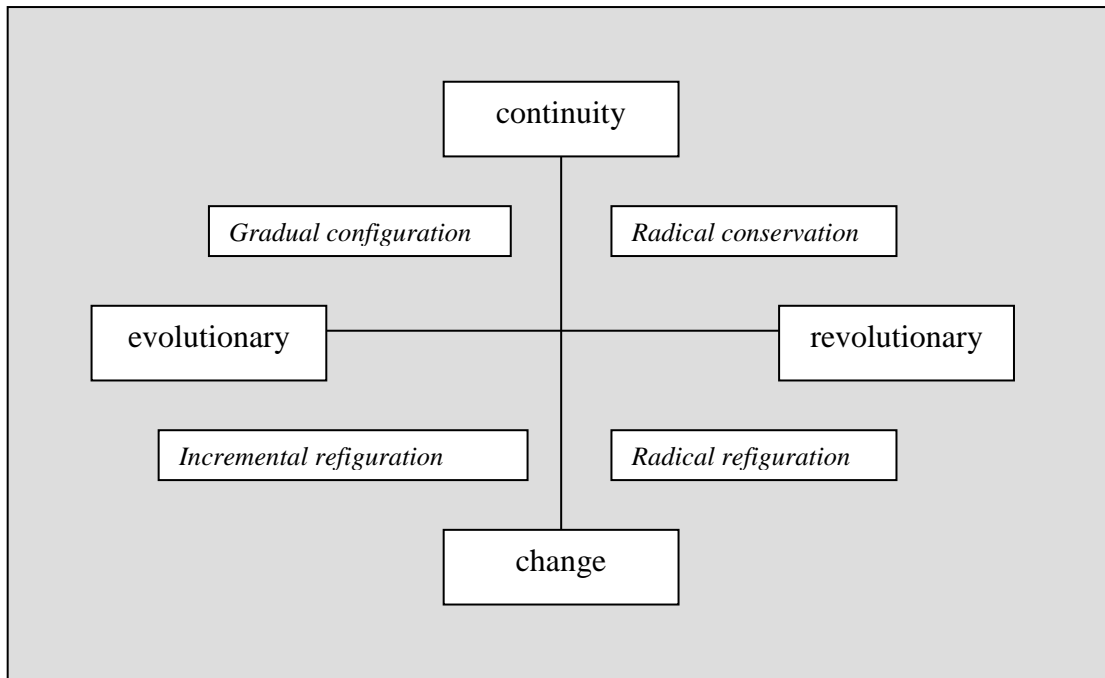 continuity
Gradual configuration
Radical conservation
evolutionary
revolutionary
Incremental refiguration
Radical refiguration
change